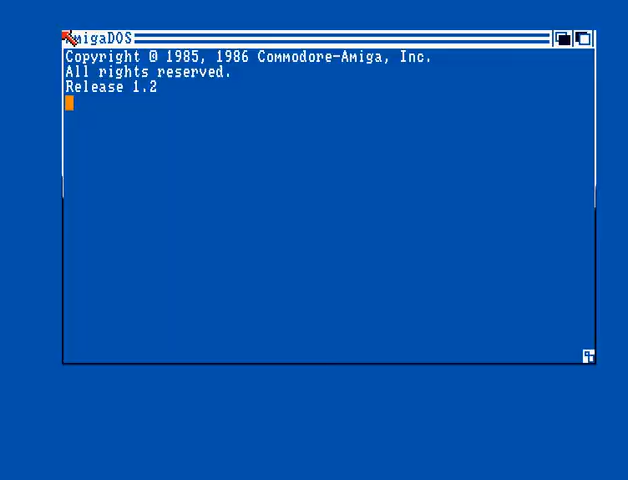 AmigaDOS
Copyright © 1985, 1986 Commodore-Amiga, Inc.
All rights reserved.
Release 1.2